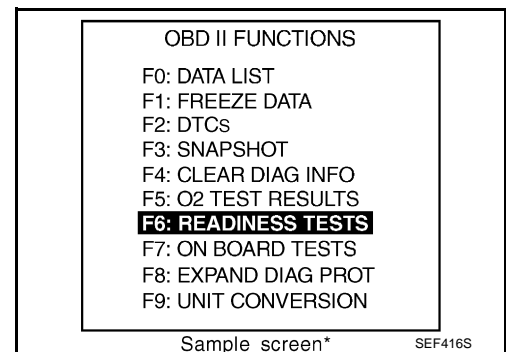 OBD II FUNCTIONS
F0: DATA LIST
F1: FREEZE DATA
F2: DTCs
F3: SNAPSHOT
F4: CLEAR DIAG INFO
F5: O2 TEST RESULTS
F6: READINESS TESTS
F7: ON BOARD TESTS
F8: EXPAND DIAG PROT
F9: UNIT CONVERSION
Sample screen*
SEF416S